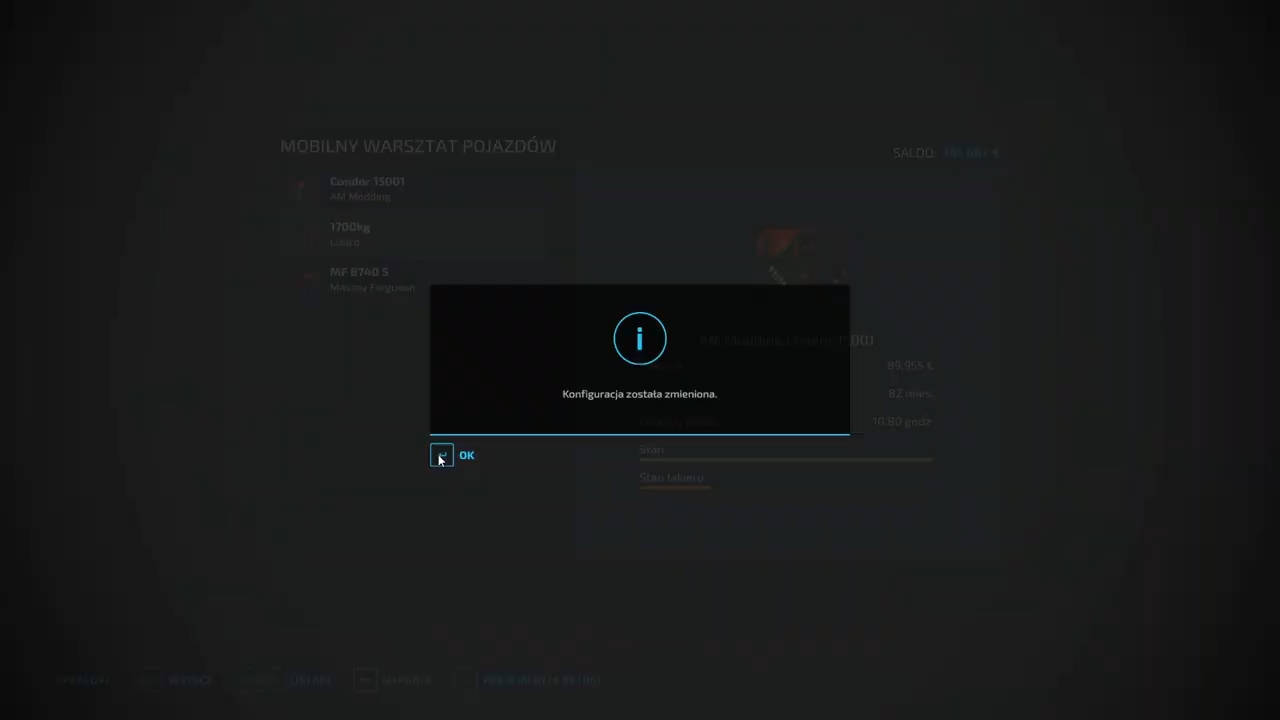 MOBILNY WARSZTAT POJAZDÓW
SALDO:
Condor 15001
AM Modding
1700kg
Lizard
MF 8740 S
Massey Ferguson
89,955 €
82 mies.
10.80 godz
Konfiguracja została zmieniona.
Stan
OK
Stan lakieru
WSTECZ